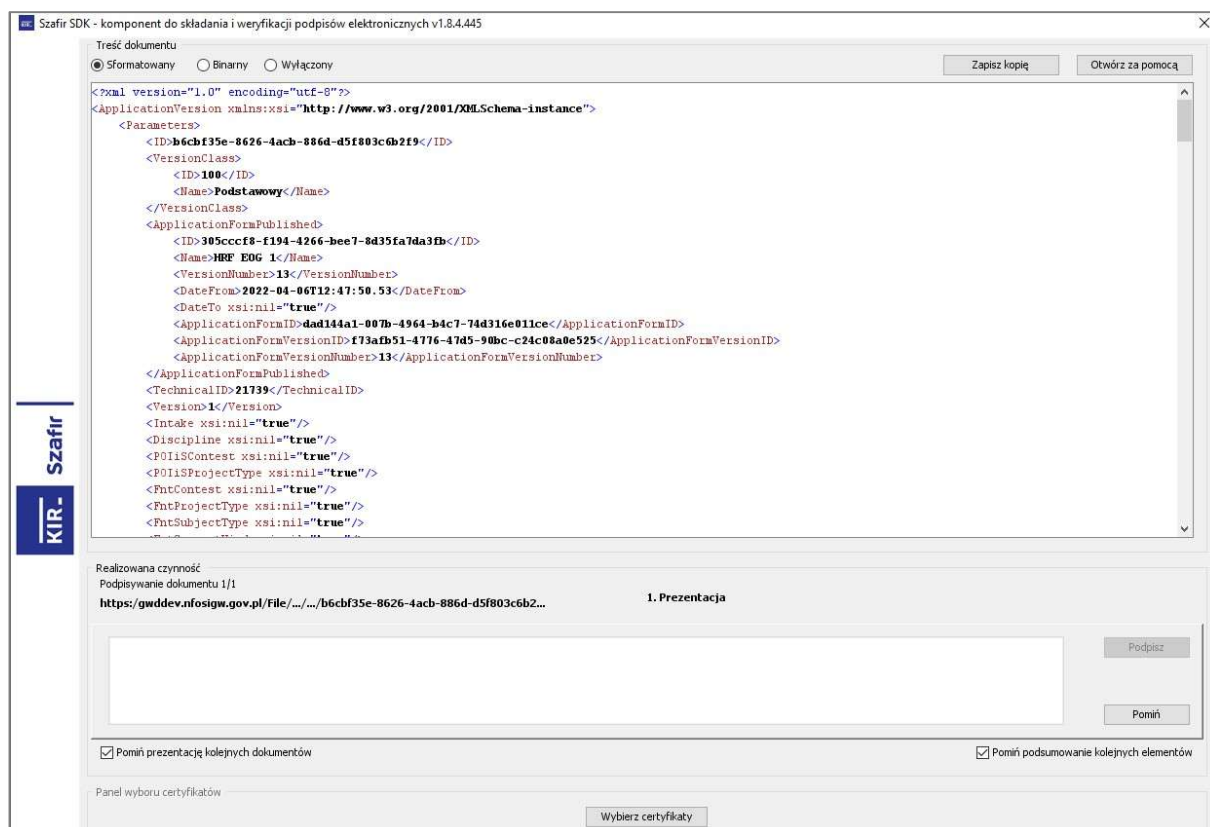 Szafir SDK - komponent do składania i weryfikacji podpisów elektronicznych v1.8.4.445
Treść dokumentu
Sformatowany Binarny Wyłączony Zapisz kopię Otwórz za pomocą
<?xml version="1.0" encoding="utf-8"?>
<ApplicationVersion xmlns:xsi="http://www.w3.org/2001/XMLSchema-instance">
<Parameters>
<ID>b6cbf35e-8626-4acb-886d-d5f803c6b2f9</ID>
<VersionClass>
<ID>100</ID>
<Name>Podstawowy</Name>
</VersionClass>
<ApplicationFormPublished>
<ID>305cccf8-f194-4266-bee7-8d35fa7da3fb</ID>
<Name>HRF EOG 1</Name>
<VersionNumber>13</VersionNumber>
<DateFrom>2022-04-06T12:47:50.53</DateFrom>
<DateTo xsi:nil="true"/>
<ApplicationFormID>dad144a1-007b-4964-b4c7-74d316e011ce</ApplicationFormID>
<ApplicationFormVersionID>f73afb51-4776-47d5-90bc-c24c08a0e525</ApplicationFormVersionID>
<ApplicationFormVersionNumber>13</ApplicationFormVersionNumber>
</ApplicationFormPublished>
<TechnicalID>21739</TechnicalID>
<Version>1</Version>
<Intake xsi:nil="true"/>
<Discipline xsi:nil="true"/>
<POIiSContest xsi:nil="true"/>
<POIiSProjectType xsi:nil="true"/>
<FntContest xsi:nil="true"/>
<FntProjectType xsi:nil="true"/>
<FntSubjectType xsi:nil="true"/>
KIR. Szafir
Realizowana czynność
Podpisywanie dokumentu 1/1
https:/gwddev.nfosigw.gov.pl/File/.../.../b6cbf35e-8626-4acb-886d-d5f803c6b2... 1. Prezentacja
Podpisz
Pomiń
Pomiń prezentację kolejnych dokumentów Pomiń podsumowanie kolejnych elementów
Panel wyboru certyfikatów
Wybierz certyfikaty